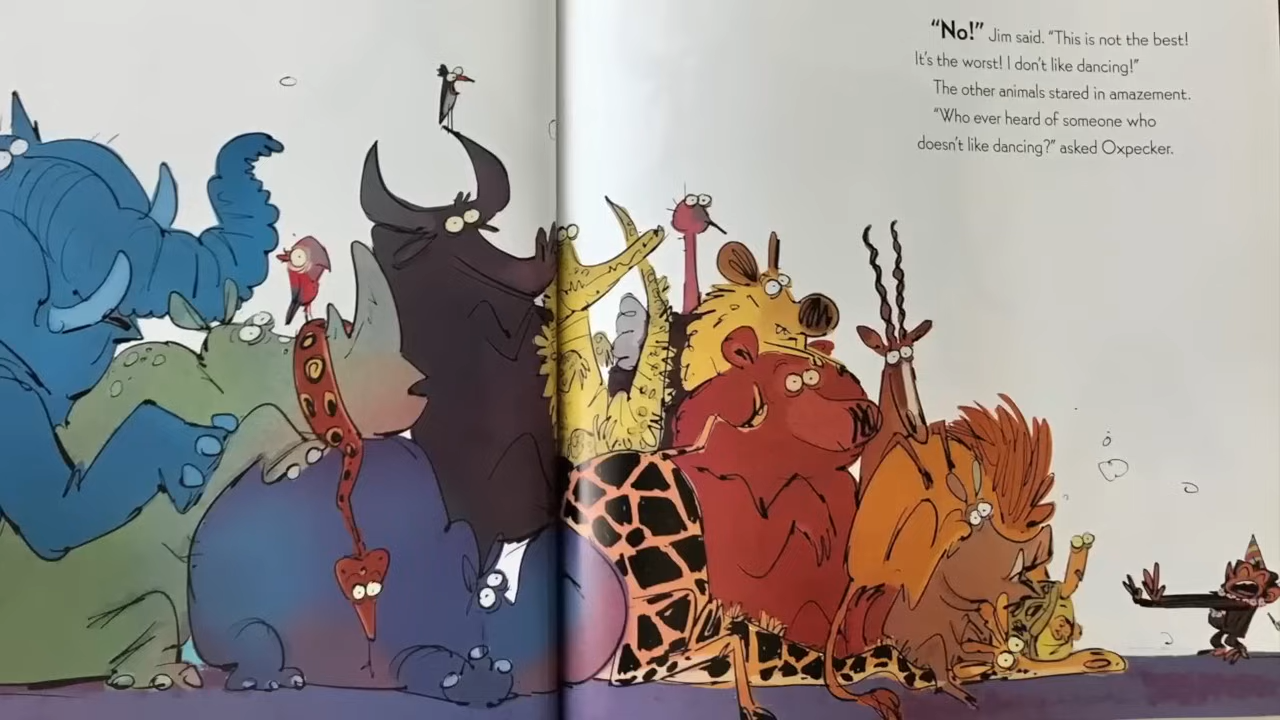 “No!” Jim said. “This is not the best!
It’s the worst! I don’t like dancing!”
The other animals stared in amazement.
“Who ever heard of someone who
doesn’t like dancing?” asked Oxpecker.